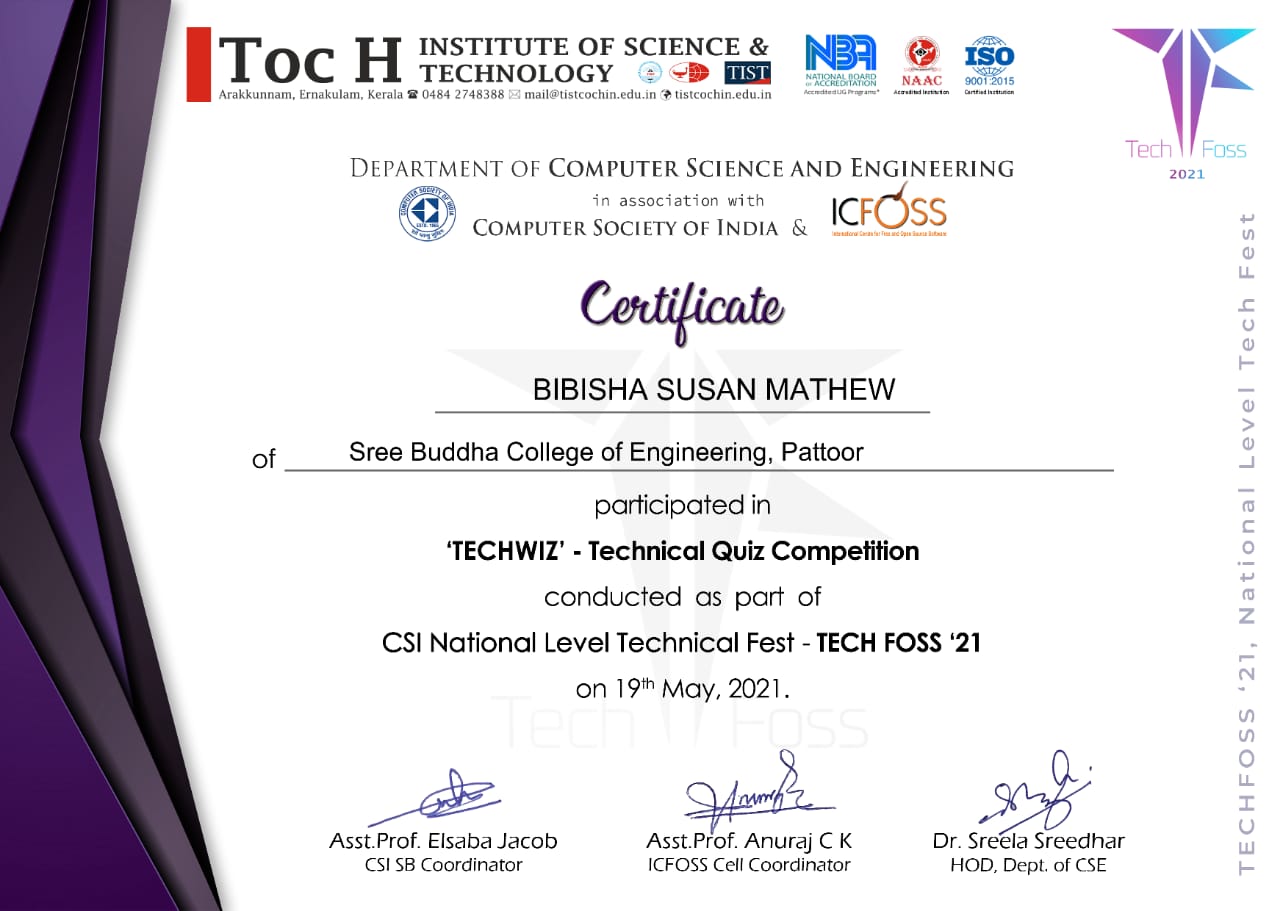 Toc H INSTITUTE OF SCIENCE &
TECHNOLOGY TIST
Arakkunnam, Ernakulam, Kerala ☎ 0484 2748388 ✉ mail@tistcochin.edu.in tistcochin.edu.in
NBA
NATIONAL BOARD
of ACCREDITATION
Accredited UG Programs*
NAAC
Accredited Institution
ISO
9001:2015
Certified Institution
Tech Foss
2021
DEPARTMENT OF COMPUTER SCIENCE AND ENGINEERING
in association with
COMPUTER SOCIETY OF INDIA &
COMPUTER SOCIETY OF INDIA
ICFOSS
International Centre for Free and Open Source Software
Certificate
BIBISHA SUSAN MATHEW
of Sree Buddha College of Engineering, Pattoor
participated in
‘TECHWIZ’ - Technical Quiz Competition
conducted as part of
CSI National Level Technical Fest - TECH FOSS ‘21
on 19th May, 2021.
Tech Foss
Asst.Prof. Elsaba Jacob
CSI SB Coordinator
Asst.Prof. Anuraj C K
ICFOSS Cell Coordinator
Dr. Sreela Sreedhar
HOD, Dept. of CSE
TECHFOSS ‘21, National Level Tech Fest